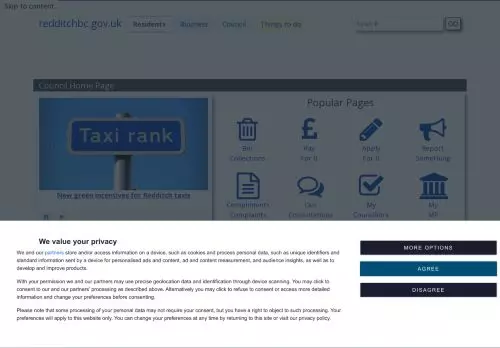 Skip to content
redditchbc.gov.uk
Residents
Business
Council
Things to do
Search
GO
Council Home Page
Taxi rank
New green incentives for Redditch taxis
Popular Pages
Bin
Collections
Pay
For It
Apply
For It
Report
Something
Compliments
Complaints
Our
Consultations
My
Councillors
My
MP
We value your privacy
We and our partners store and/or access information on a device, such as cookies and process personal data, such as unique identifiers and
standard information sent by a device for personalised ads and content, ad and content measurement, and audience insights, as well as to
develop and improve products.
With your permission we and our partners may use precise geolocation data and identification through device scanning. You may click to
consent to our and our partners' processing as described above. Alternatively you may click to refuse to consent or access more detailed
information and change your preferences before consenting.
Please note that some processing of your personal data may not require your consent, but you have a right to object to such processing. Your
preferences will apply to this website only. You can change your preferences at any time by returning to this site or visit our privacy policy.
MORE OPTIONS
AGREE
DISAGREE